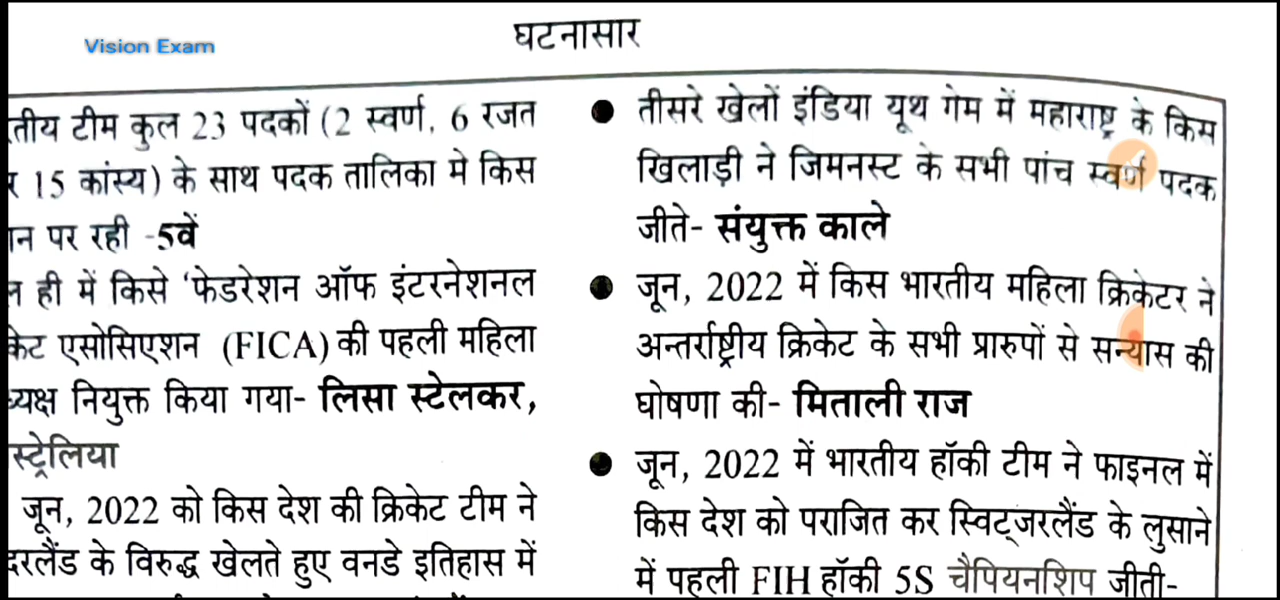 Vision Exam
घटनासार
तीय टीम कुल 23 पदकों (2 स्वर्ण, 6 रजत
15 कांस्य) के साथ पदक तालिका मे किस
पर रही -5वें
ही में किसे ‘फेडरेशन ऑफ इंटरनेशनल
केट एसोसिएशन (FICA) की पहली महिला
ध्यक्ष नियुक्त किया गया- लिसा स्टेलकर,
स्ट्रेलिया
जून, 2022 को किस देश की क्रिकेट टीम ने
दरलैंड के विरुद्ध खेलते हुए वनडे इतिहास में
● तीसरे खेलों इंडिया यूथ गेम में महाराष्ट्र के किस
खिलाड़ी ने जिमनस्ट के सभी पांच स्वर्ण पदक
जीते- संयुक्त काले
● जून, 2022 में किस भारतीय महिला क्रिकेटर ने
अन्तर्राष्ट्रीय क्रिकेट के सभी प्रारुपों से सन्यास की
घोषणा की- मिताली राज
● जून, 2022 में भारतीय हॉकी टीम ने फाइनल में
किस देश को पराजित कर स्विट्जरलैंड के लुसाने
में पहली FIH हॉकी 5S चैपियनशिप जीती-